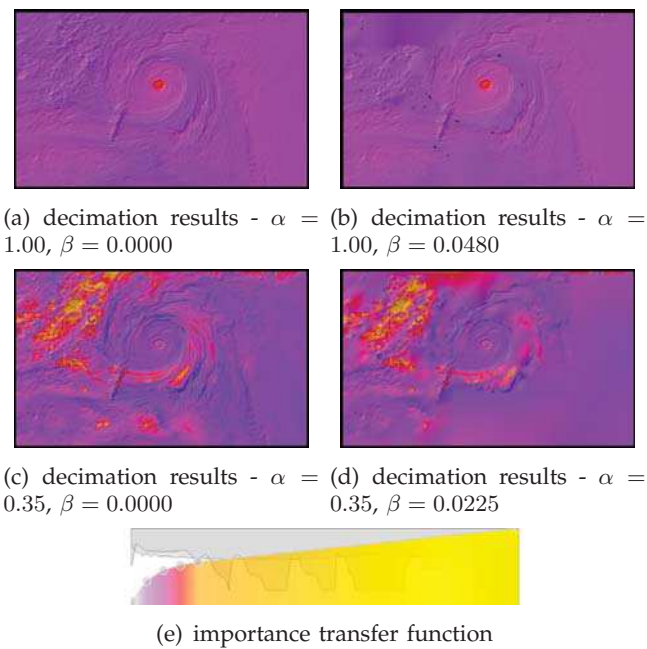 (a) decimation results - α = 1.00, β = 0.0000
(b) decimation results - α = 1.00, β = 0.0480
(c) decimation results - α = 0.35, β = 0.0000
(d) decimation results - α = 0.35, β = 0.0225
(e) importance transfer function